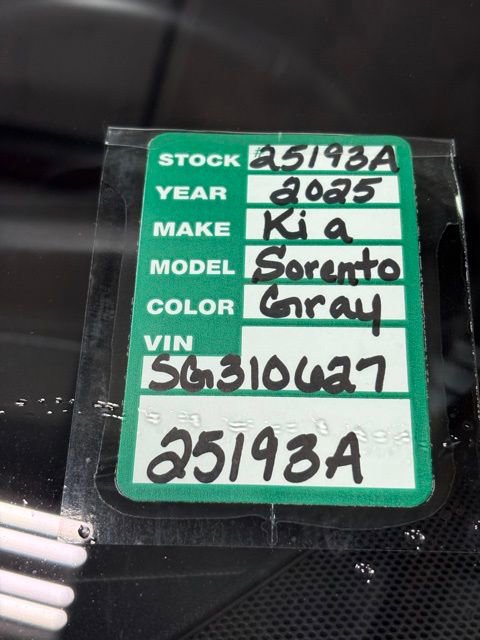 STOCK 25193A
YEAR 2025
MAKE Kia
MODEL Sorento
COLOR Gray
VIN
SG310627
25193A